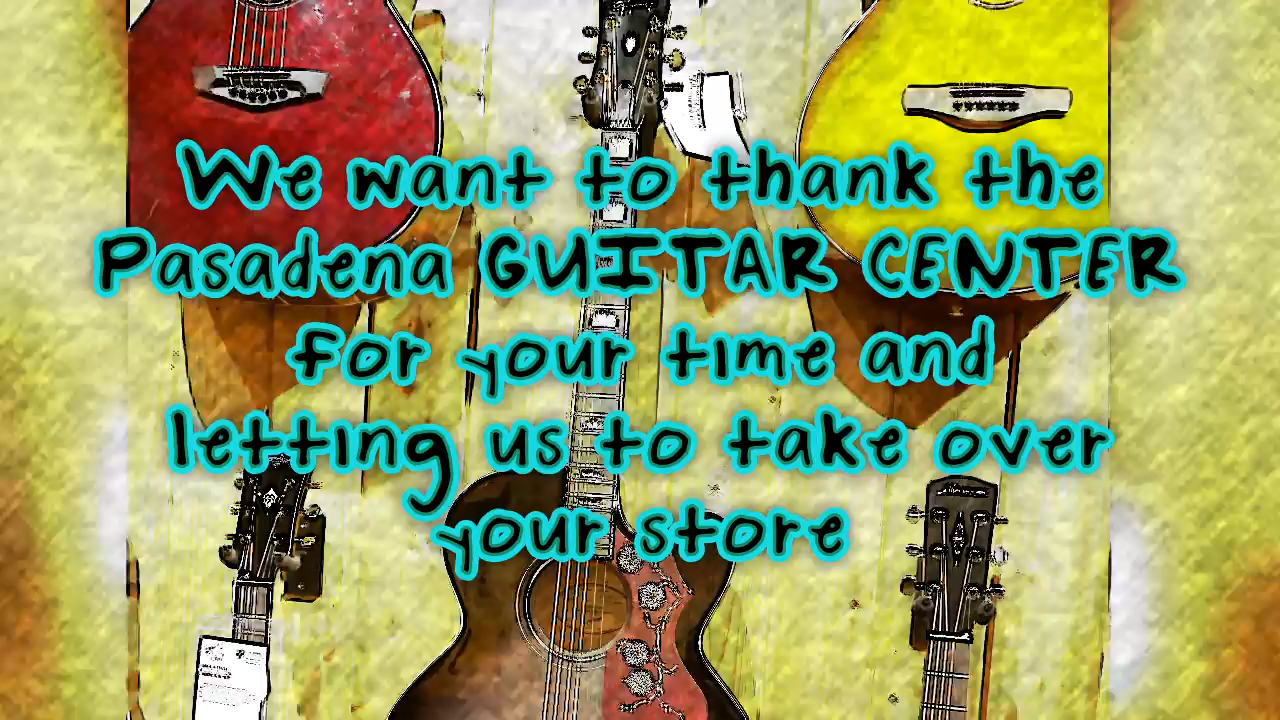 We want to thank the
Pasadena GUITAR CENTER
for your time and
letting us to take over
your store